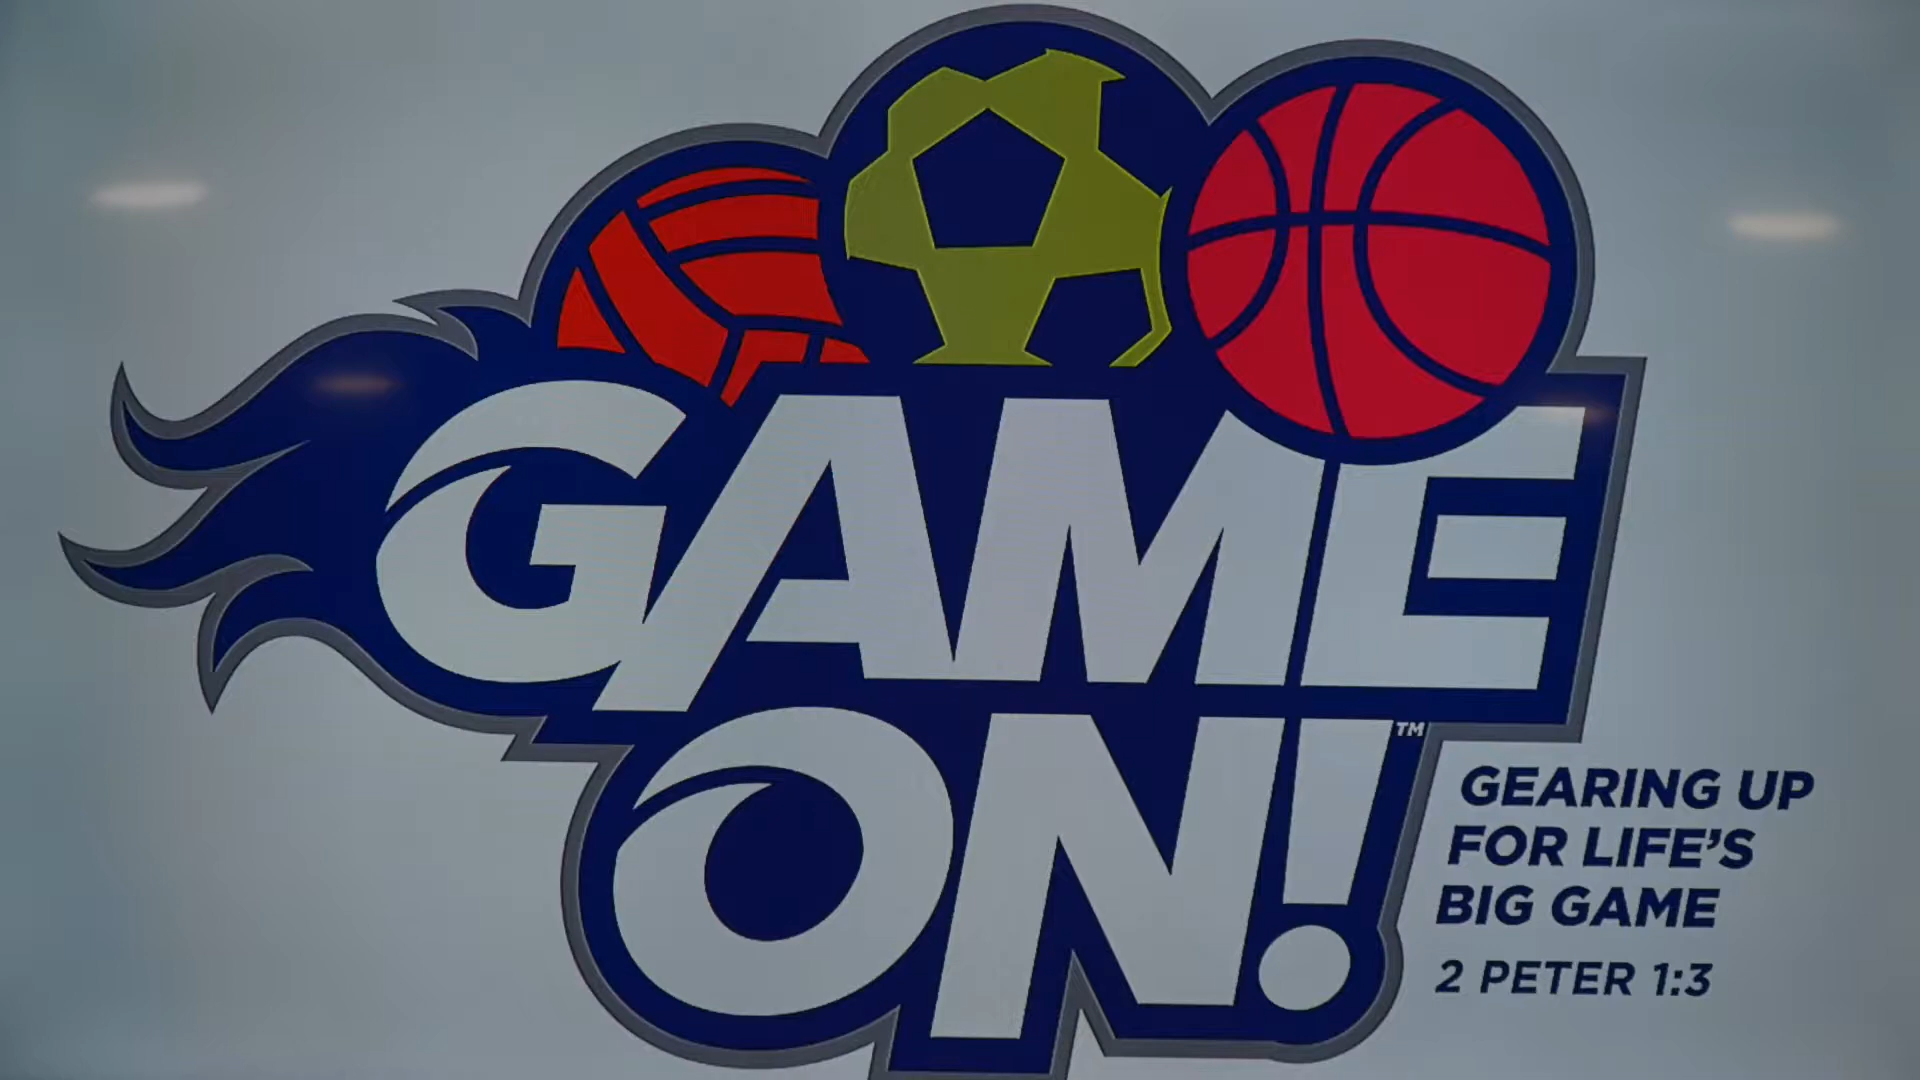 GAME
ON!™
GEARING UP
FOR LIFE'S
BIG GAME
2 PETER 1:3